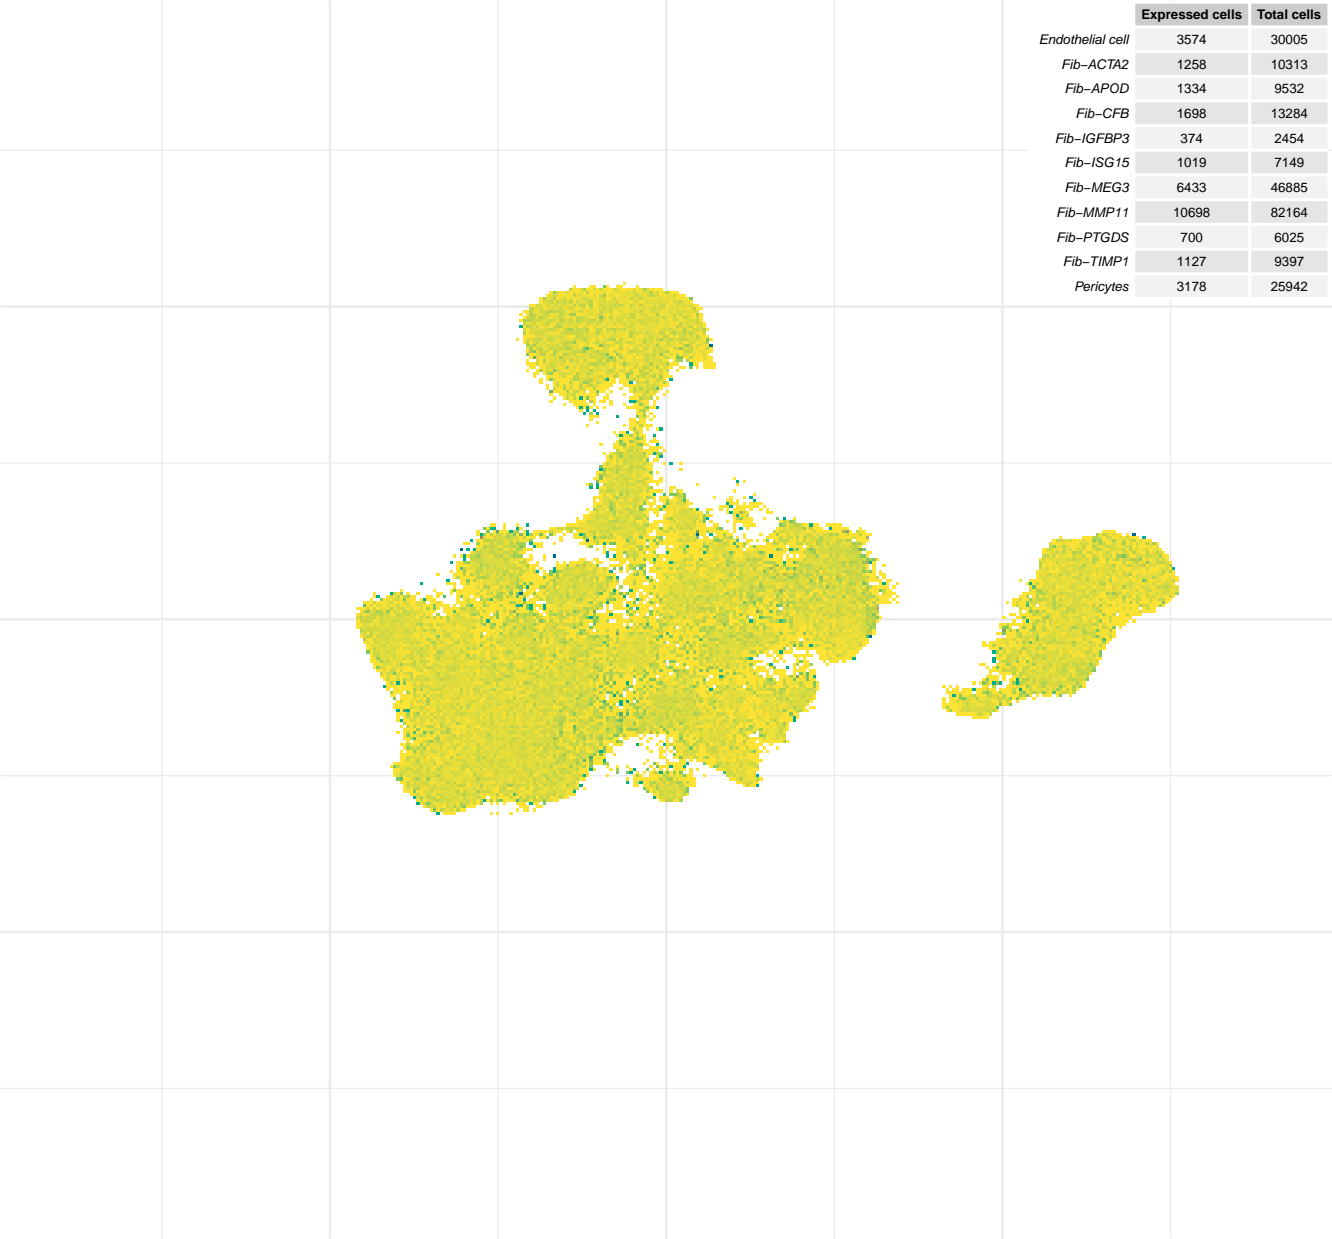 Expressed cells Total cells
Endothelial cell 3574 30005
Fib−ACTA2 1258 10313
Fib−APOD 1334 9532
Fib−CFB 1698 13284
Fib−IGFBP3 374 2454
Fib−ISG15 1019 7149
Fib−MEG3 6433 46885
Fib−MMP11 10698 82164
Fib−PTGDS 700 6025
Fib−TIMP1 1127 9397
Pericytes 3178 25942